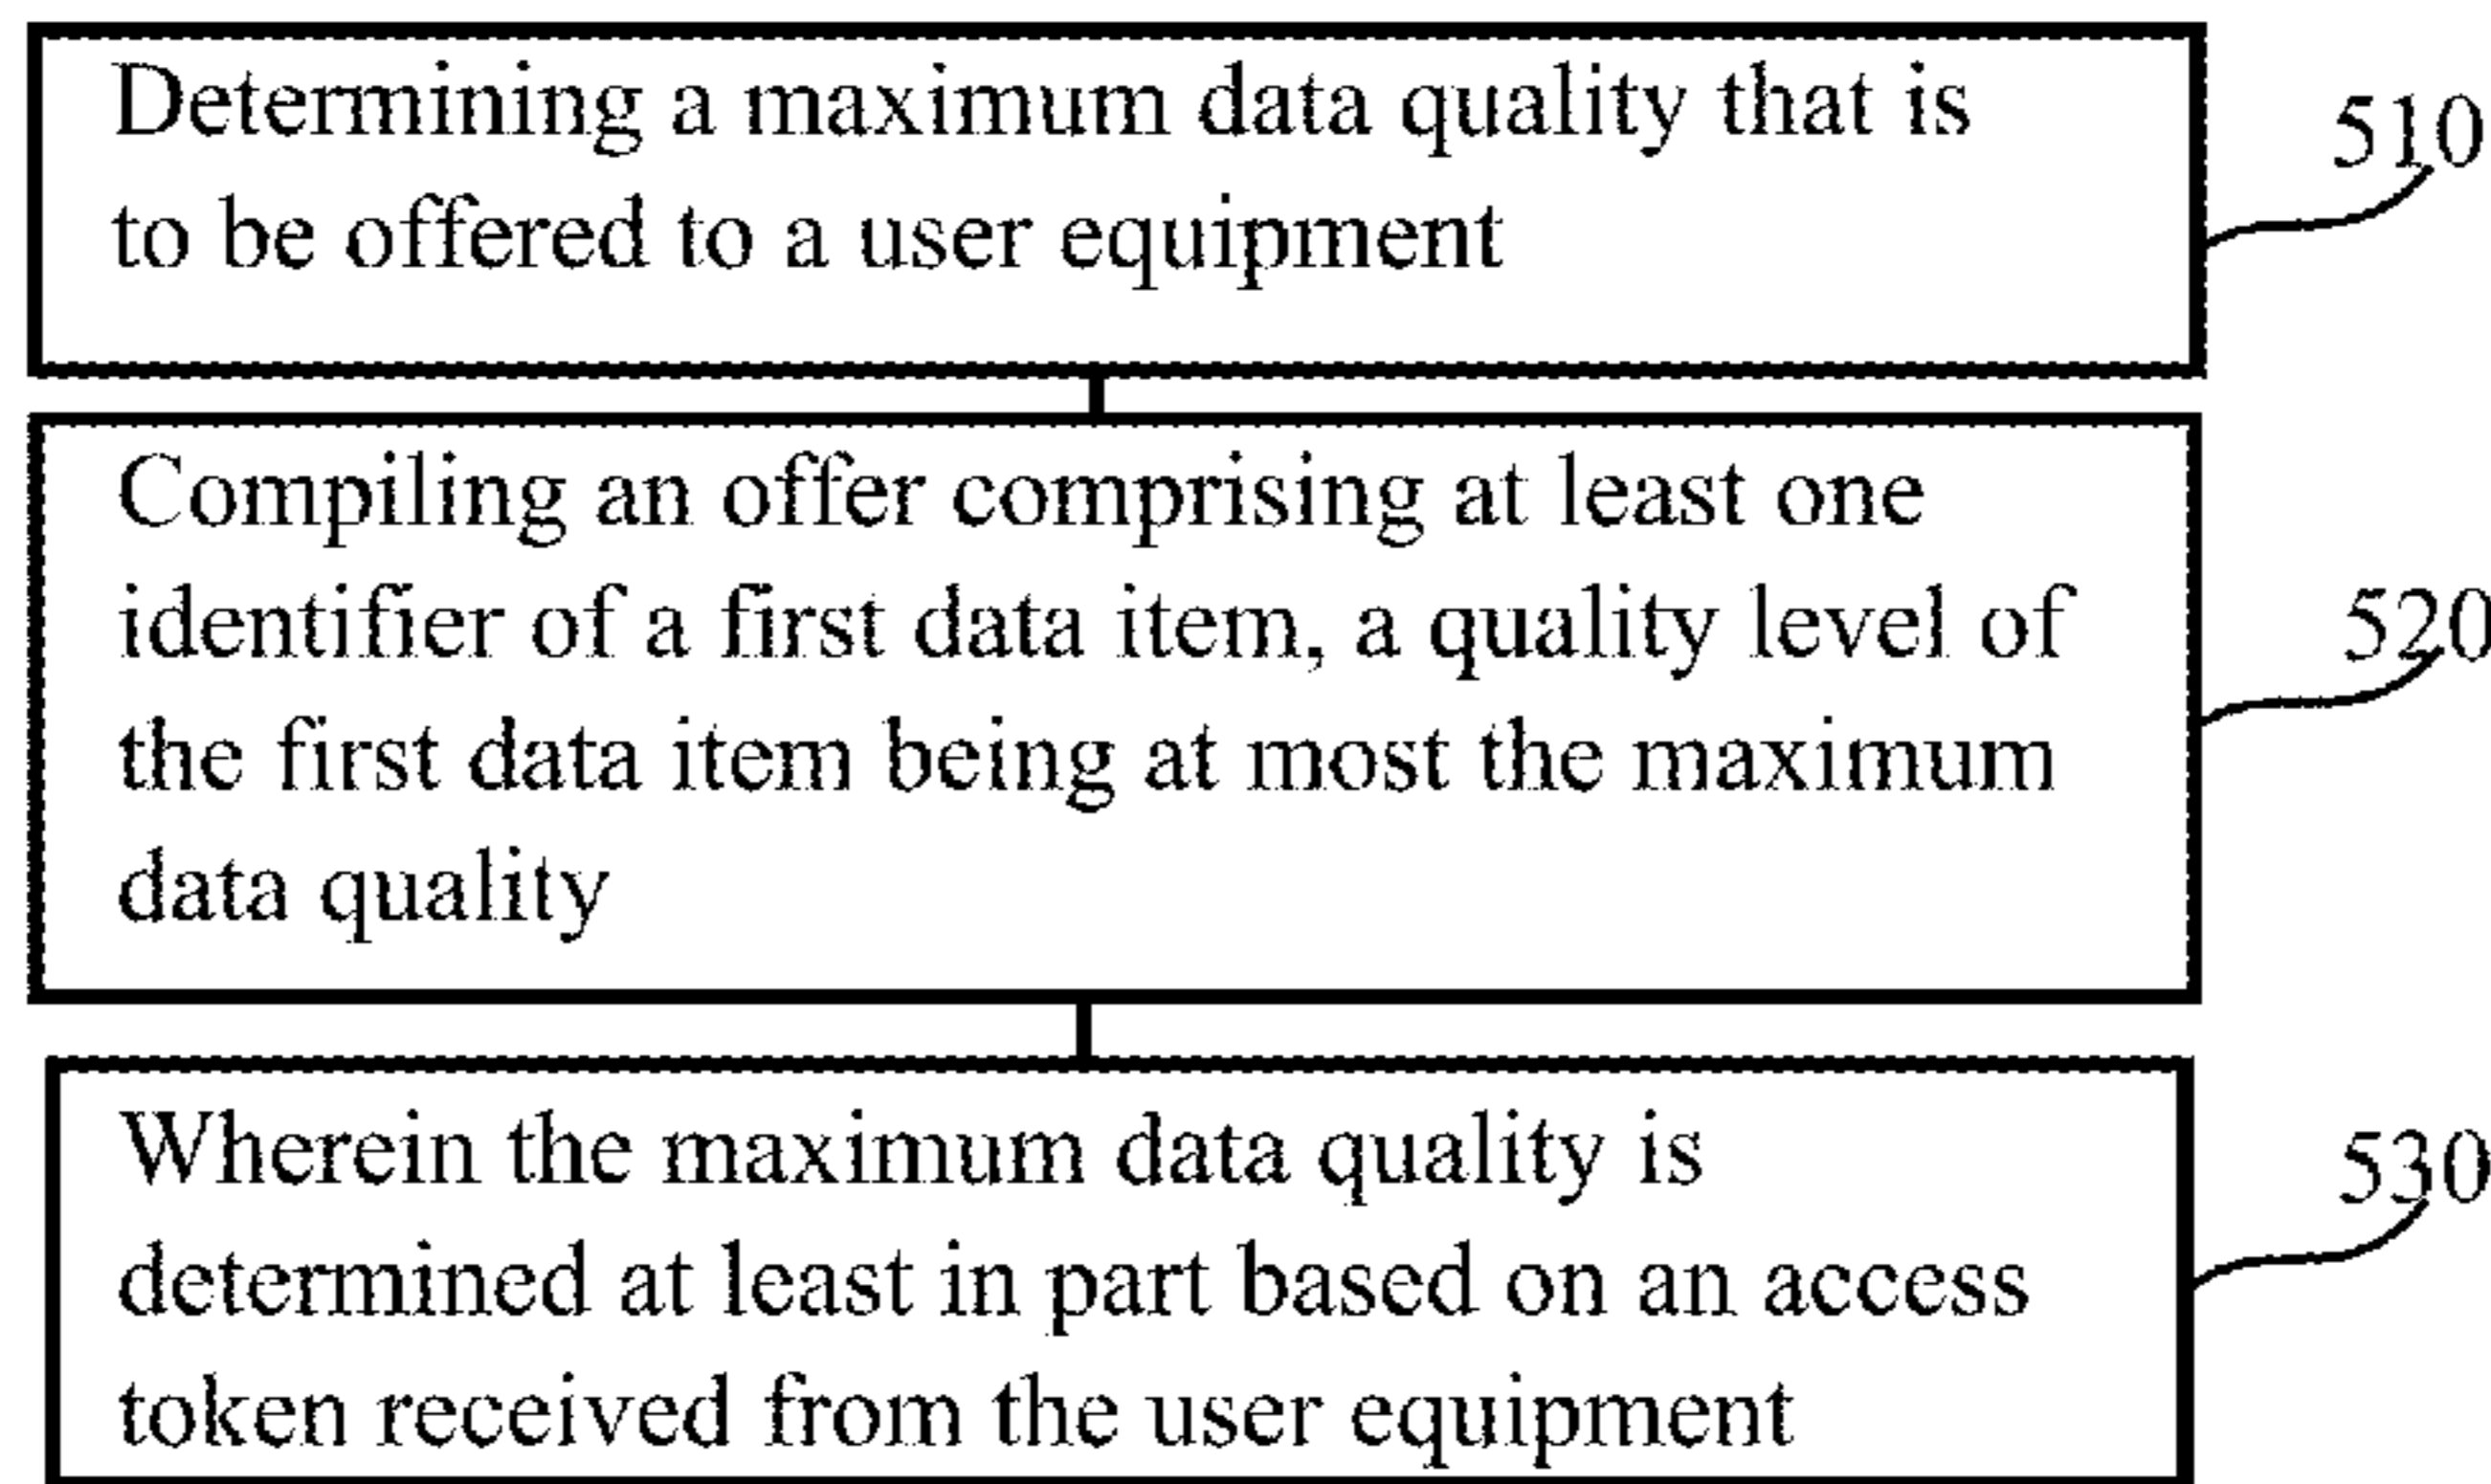 Determining a maximum data quality that is
to be offered to a user equipment
510
Compiling an offer comprising at least one
identifier of a first data item, a quality level of
the first data item being at most the maximum
data quality
520
Wherein the maximum data quality is
determined at least in part based on an access
token received from the user equipment
530